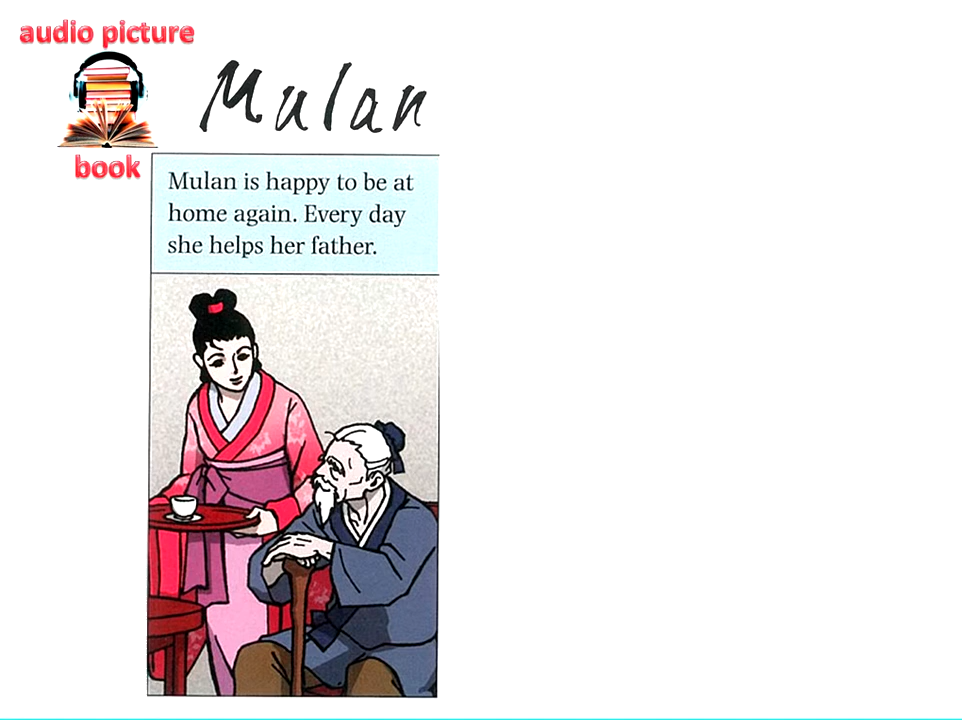 audio picture
book
Mulan
Mulan is happy to be at
home again. Every day
she helps her father.